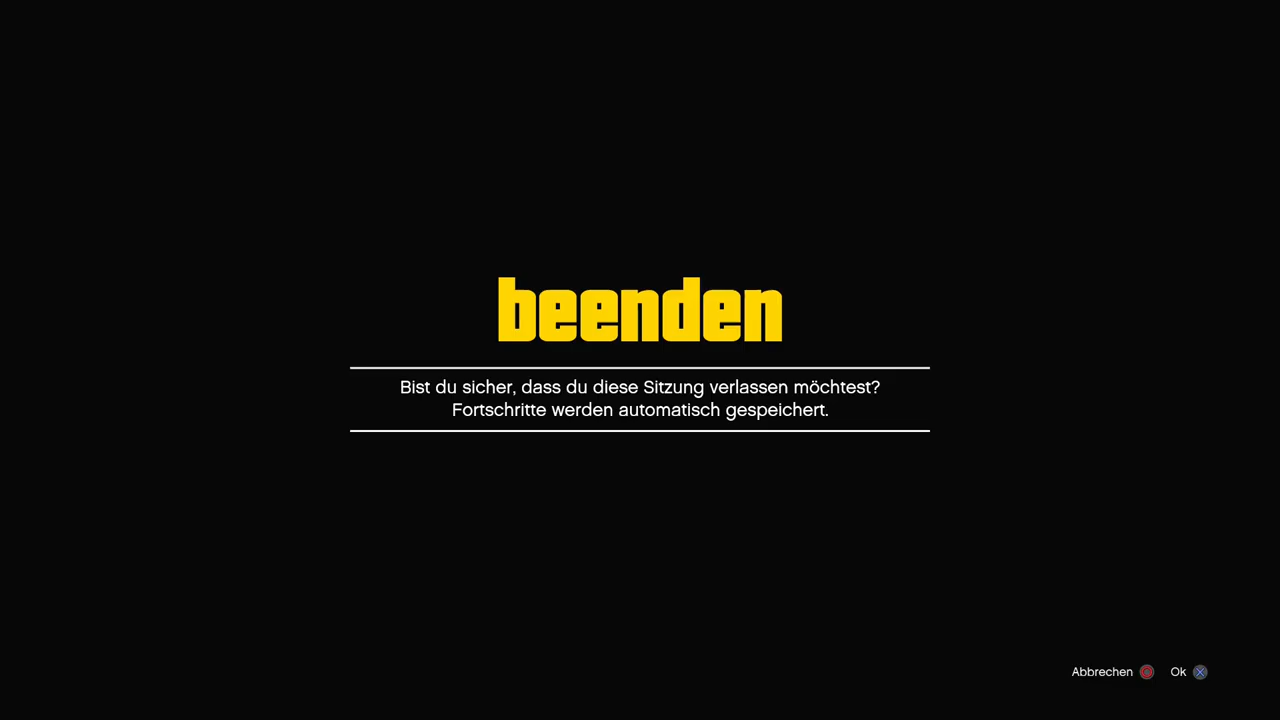 beenden
Bist du sicher, dass du diese Sitzung verlassen möchtest?
Fortschritte werden automatisch gespeichert.
Abbrechen Ok